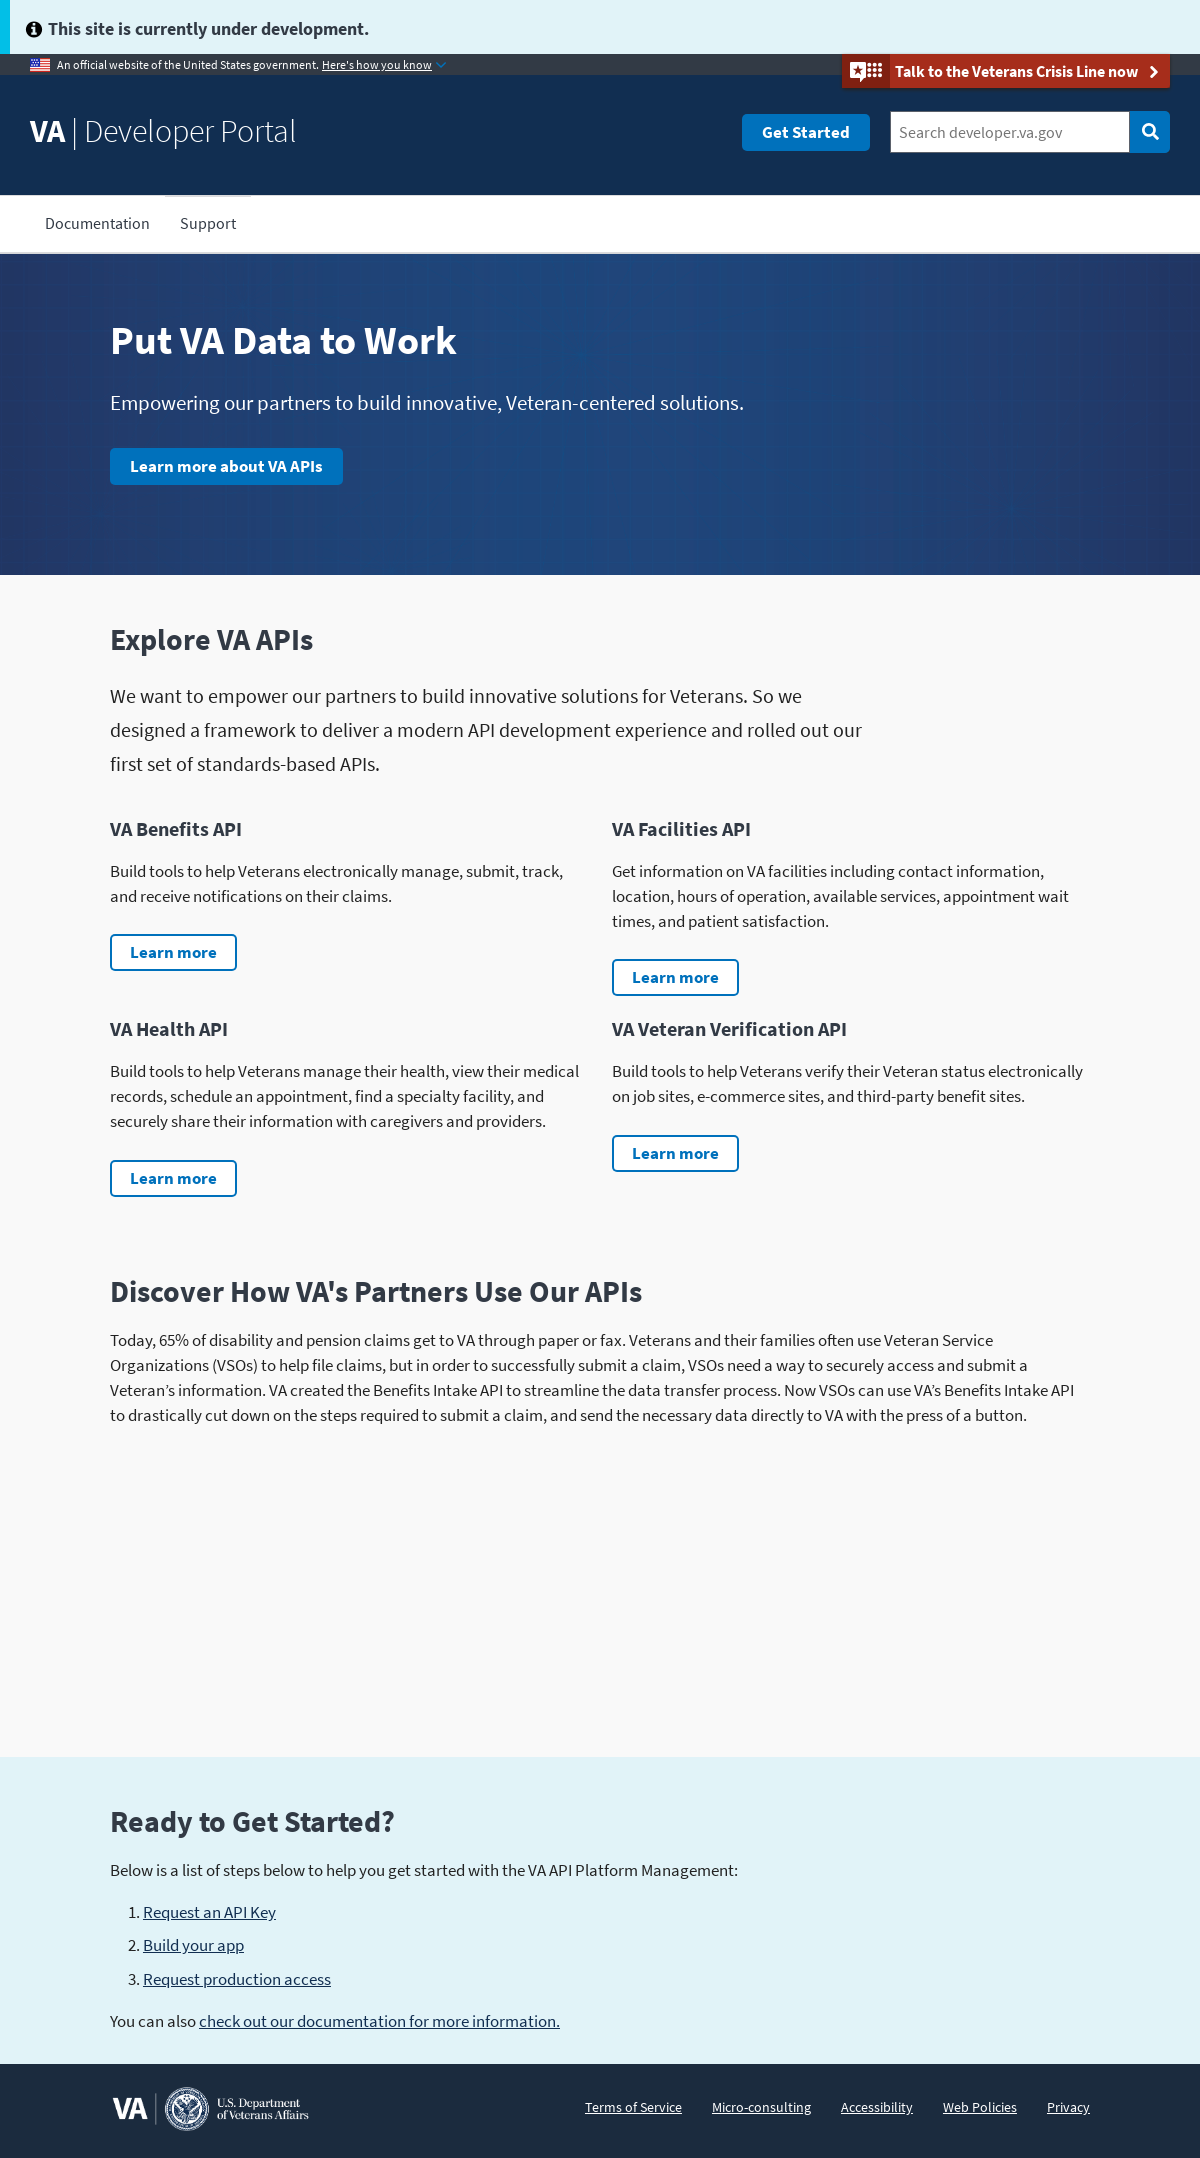 This site is currently under development.
An official website of the United States government. Here's how you know
Talk to the Veterans Crisis Line now
VA | Developer Portal
Get Started
Search developer.va.gov
Documentation
Support
Put VA Data to Work
Empowering our partners to build innovative, Veteran-centered solutions.
Learn more about VA APIs
Explore VA APIs
We want to empower our partners to build innovative solutions for Veterans. So we
designed a framework to deliver a modern API development experience and rolled out our
first set of standards-based APIs.
VA Benefits API
Build tools to help Veterans electronically manage, submit, track,
and receive notifications on their claims.
Learn more
VA Facilities API
Get information on VA facilities including contact information,
location, hours of operation, available services, appointment wait
times, and patient satisfaction.
Learn more
VA Health API
Build tools to help Veterans manage their health, view their medical
records, schedule an appointment, find a specialty facility, and
securely share their information with caregivers and providers.
Learn more
VA Veteran Verification API
Build tools to help Veterans verify their Veteran status electronically
on job sites, e-commerce sites, and third-party benefit sites.
Learn more
Discover How VA's Partners Use Our APIs
Today, 65% of disability and pension claims get to VA through paper or fax. Veterans and their families often use Veteran Service
Organizations (VSOs) to help file claims, but in order to successfully submit a claim, VSOs need a way to securely access and submit a
Veteran’s information. VA created the Benefits Intake API to streamline the data transfer process. Now VSOs can use VA’s Benefits Intake API
to drastically cut down on the steps required to submit a claim, and send the necessary data directly to VA with the press of a button.
Ready to Get Started?
Below is a list of steps below to help you get started with the VA API Platform Management:
1. Request an API Key
2. Build your app
3. Request production access
You can also check out our documentation for more information.
VA
U.S. Department
of Veterans Affairs
Terms of Service
Micro-consulting
Accessibility
Web Policies
Privacy